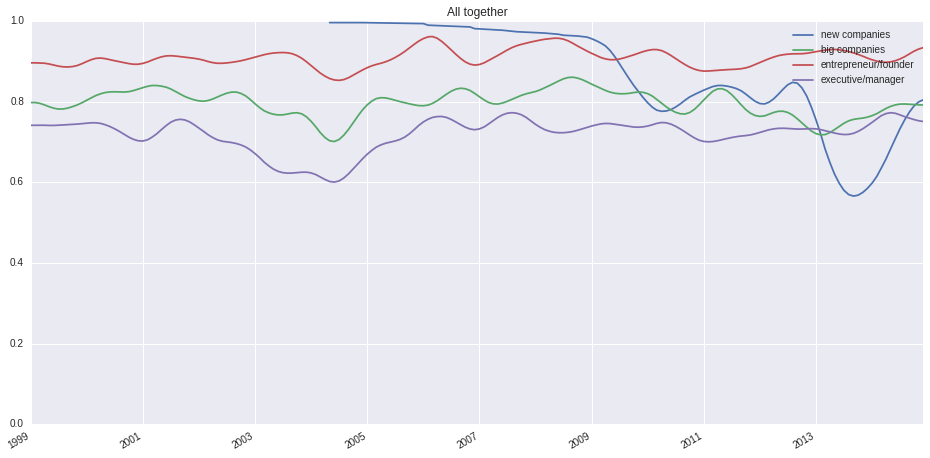 All together
1.0
0.8
0.6
0.4
0.2
0.0
new companies
big companies
entrepreneur/founder
executive/manager
1999
2001
2003
2005
2007
2009
2011
2013